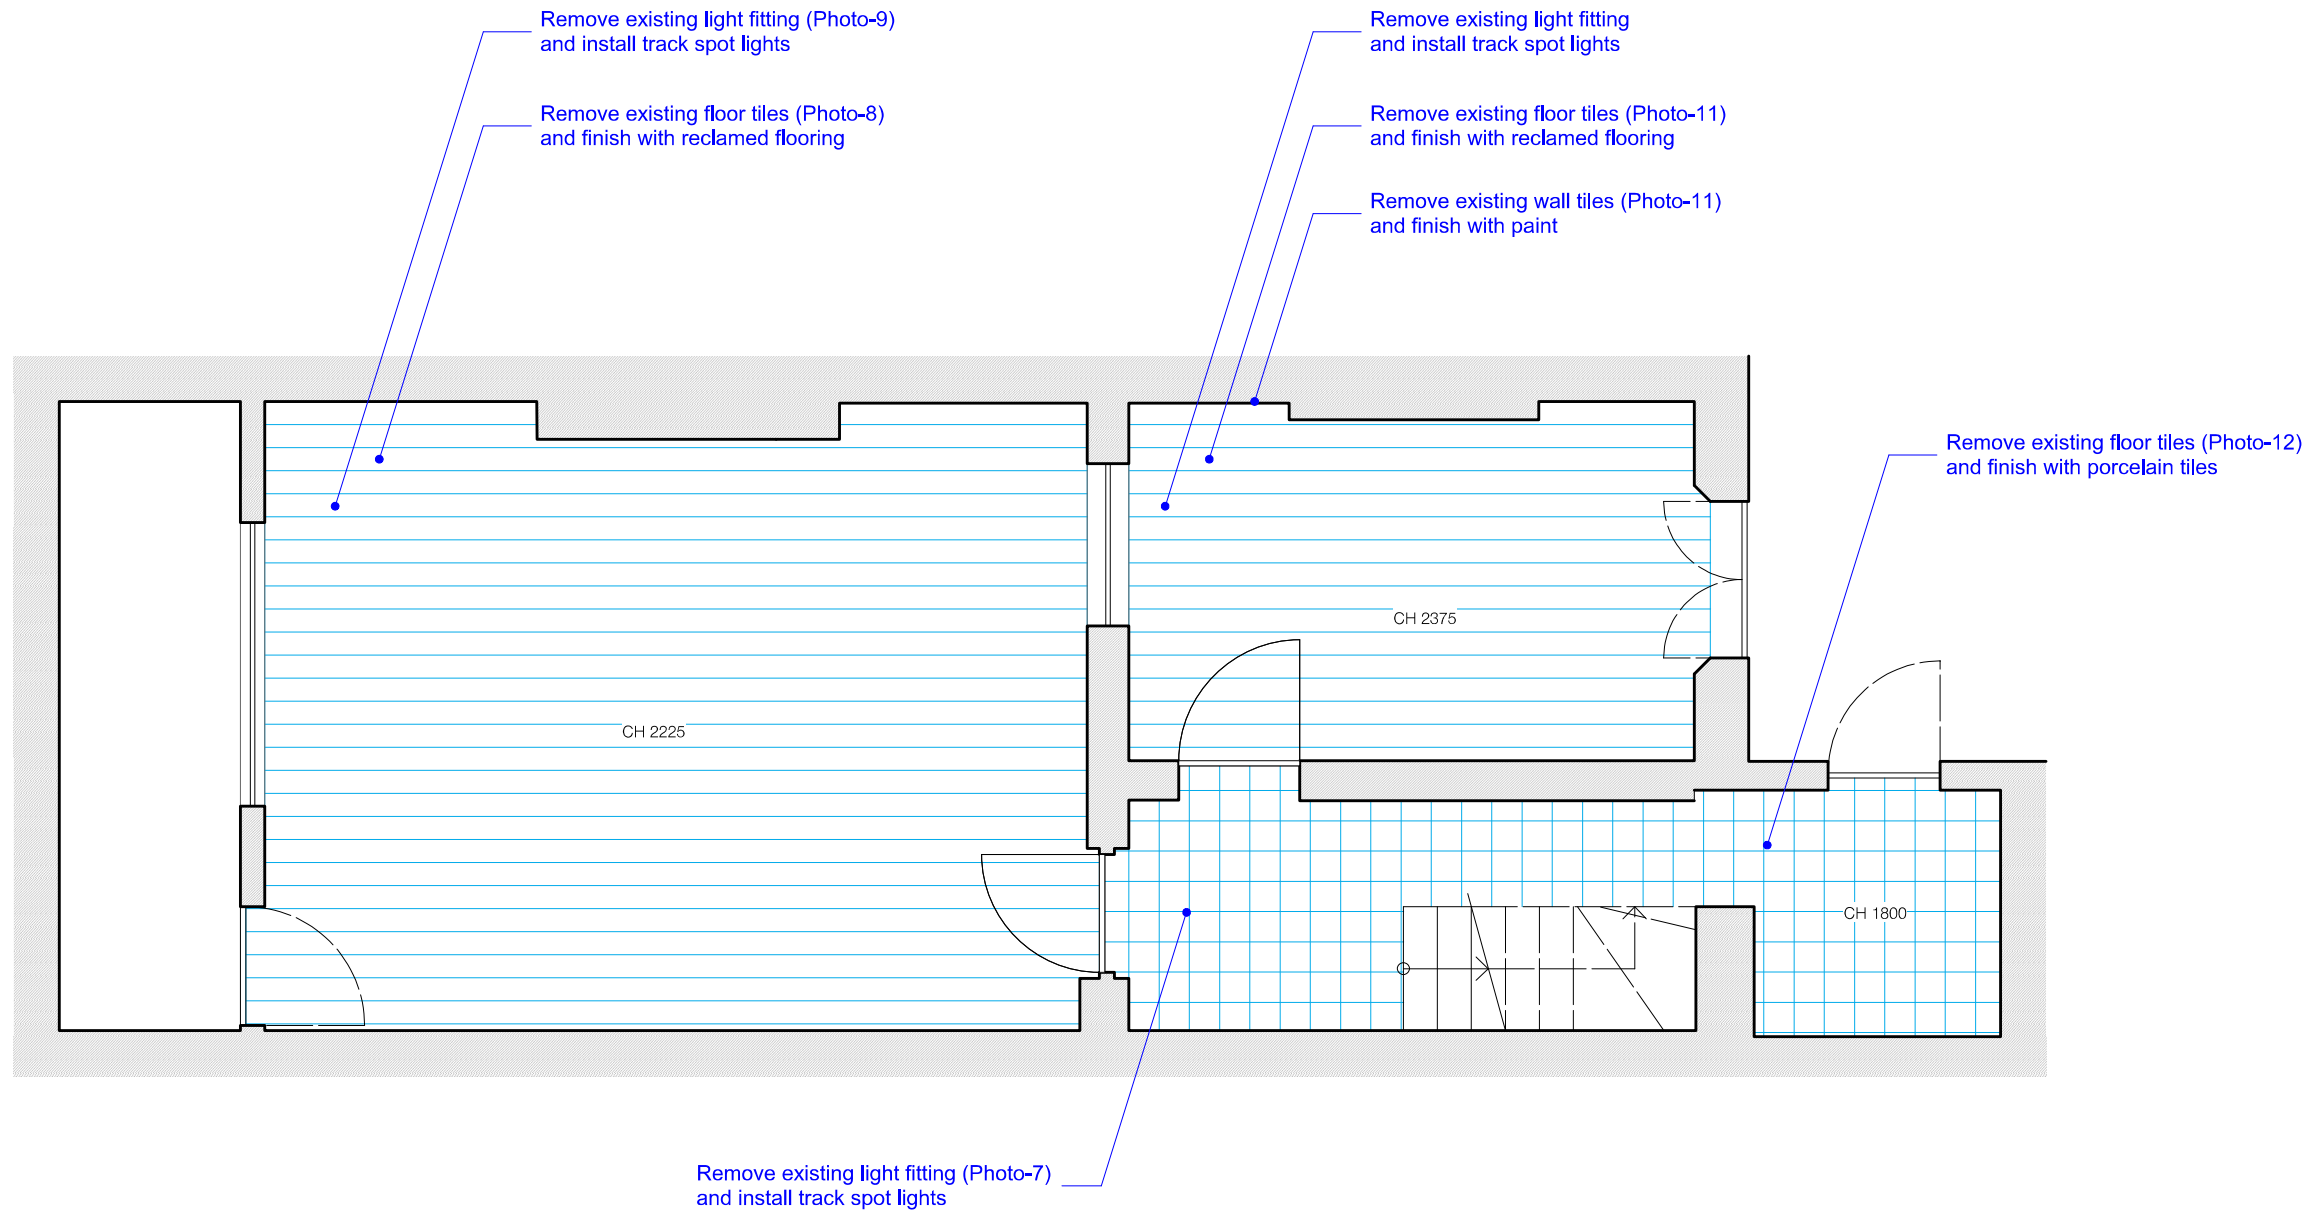 Remove existing light fitting (Photo-9)
and install track spot lights
Remove existing light fitting
and install track spot lights
Remove existing floor tiles (Photo-8)
and finish with reclamed flooring
Remove existing floor tiles (Photo-11)
and finish with reclamed flooring
Remove existing wall tiles (Photo-11)
and finish with paint
Remove existing floor tiles (Photo-12)
and finish with porcelain tiles
CH 2375
CH 2225
CH 1800
Remove existing light fitting (Photo-7)
and install track spot lights